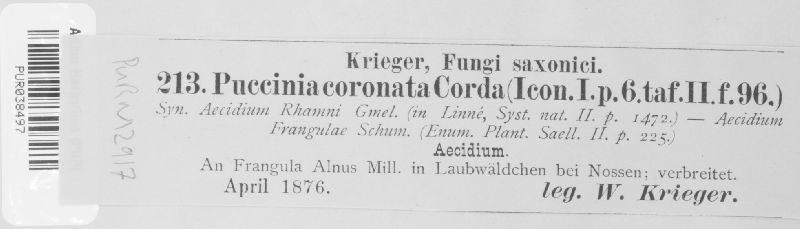 Krieger, Fungi saxonici.
213. Puccinia coronata Corda (Icon. I. p. 6. taf. II. f. 96.)
Syn. Aecidium Rhamni Gmel. (in Linné, Syst. nat. II. p. 1472.) — Aecidium
Frangulae Schum. (Enum. Plant. Saell. II. p. 225.)
Aecidium.
An Frangula Alnus Mill. in Laubwäldchen bei Nossen; verbreitet.
April 1876.
leg. W. Krieger.
PUR038497